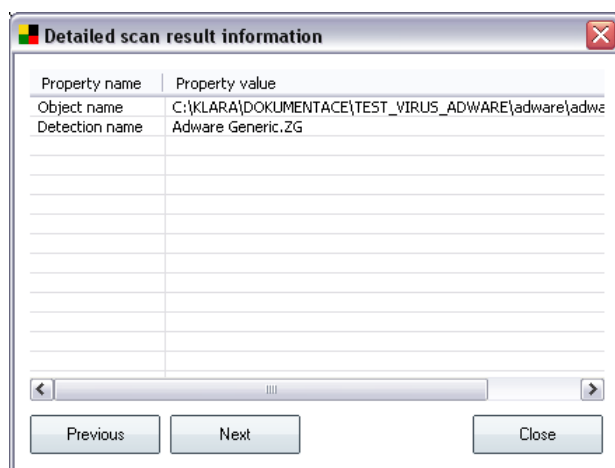 Detailed scan result information
Property name Property value
Object name C:\KLARA\DOKUMENTACE\TEST_VIRUS_ADWARE\adware\adwa
Detection name Adware Generic.ZG
Previous Next Close